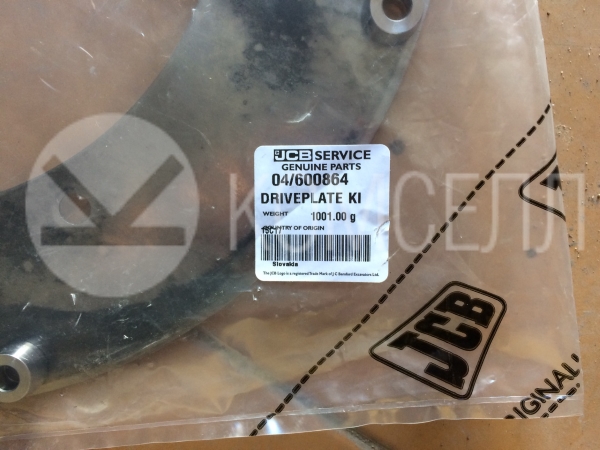 JCB SERVICE
GENUINE PARTS
04/600864
DRIVEPLATE KI
WEIGHT 1001.00 g
COUNTRY OF ORIGIN
Slovakia
The JCB Logo is a registered Trade Mark of J C Bamford Excavators Ltd.
КОМСЕЛЛ
JCB
ORIGINAL